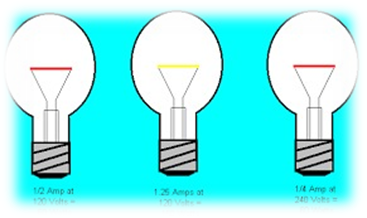 1/2 Amp at
120 Volts =
1.25 Amps at
120 Volts =
1/4 Amp at
240 Volts =